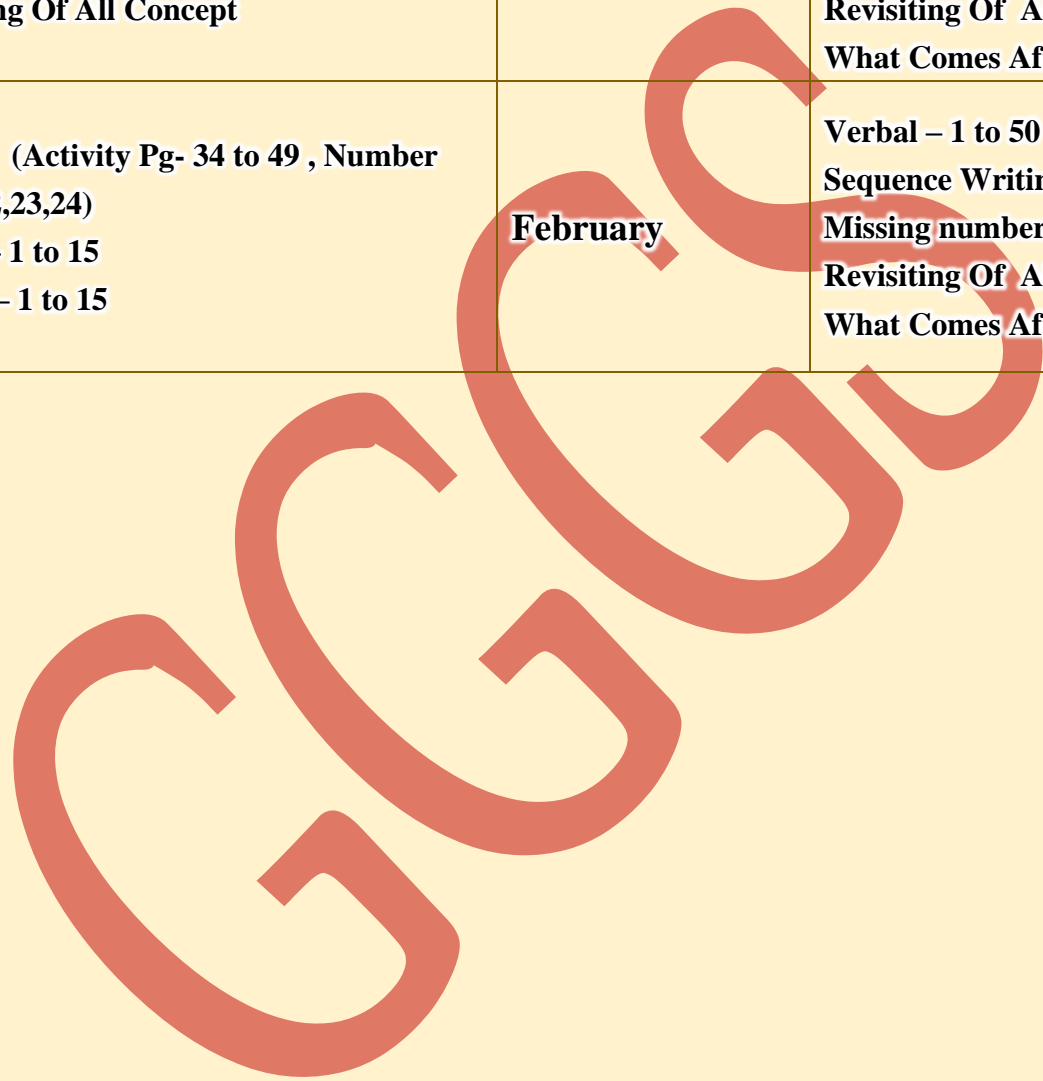 ng Of All Concept
Revisiting Of A
What Comes Af
(Activity Pg- 34 to 49 , Number
,23,24)
1 to 15
– 1 to 15
February
Verbal – 1 to 50
Sequence Writin
Missing number
Revisiting Of A
What Comes Af
GGGS